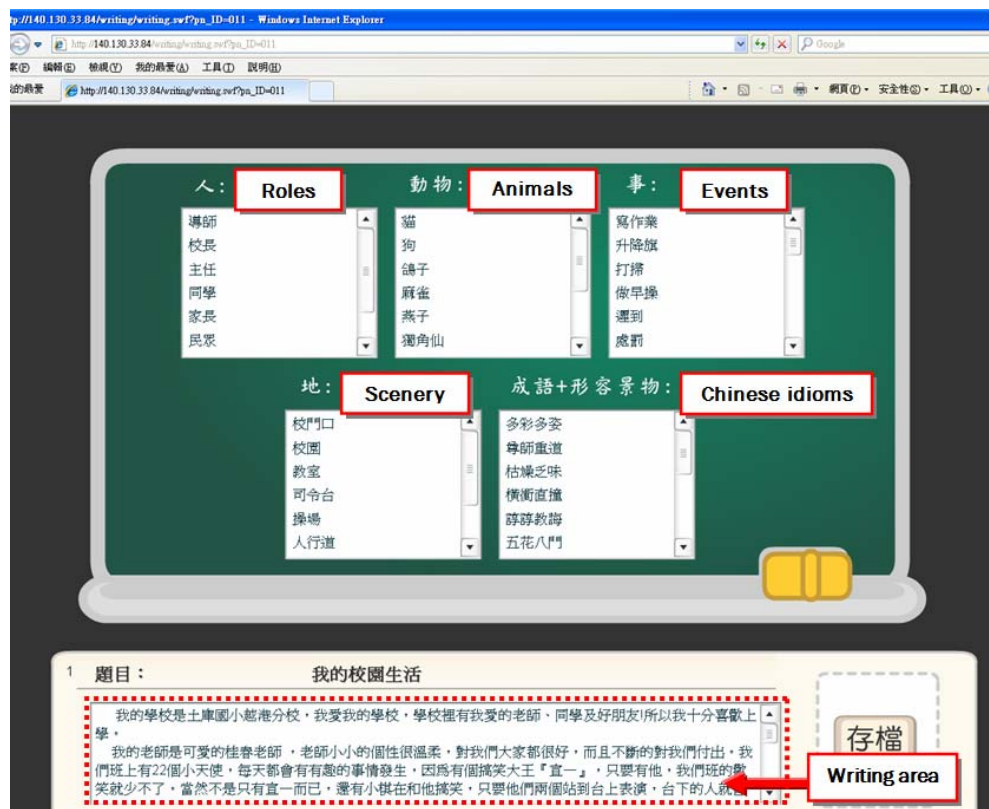 tp://140.130.33.84/writing/writing.swf?pn_ID=011 - Windows Internet Explorer
http://140.130.33.84/writing/writing.swf?pn_ID=011
Google
案(F) 編輯(E) 檢視(V) 我的最愛(A) 工具(T) 說明(H)
我的最愛 http://140.130.33.84/writing/writing.swf?pn_ID=011 網頁(P) 安全性(S) 工具(O)
人: Roles 動物: Animals 事: Events
導師 貓 寫作業
校長 狗 升降旗
主任 鴿子 打掃
同學 麻雀 做早操
家長 燕子 遲到
民眾 獨角仙 處罰
地: Scenery 成語+形容景物: Chinese idioms
校門口 多彩多姿
校園 尊師重道
教室 枯燥乏味
司令台 橫衝直撞
操場 諄諄教誨
人行道 五花八門
1 題目: 我的校園生活
我的學校是土庫國小越港分校,我愛我的學校,學校裡有我愛的老師、同學及好朋友!所以我十分喜歡上
學。
我的老師是可愛的桂春老師,老師小小的個性很溫柔,對我們大家都很好,而且不斷的對我們付出。我
們班上有22個小天使,每天都會有有趣的事情發生,因為有個搞笑大王『宜一』,只要有他,我們班的歡
笑就少不了,當然不是只有宜一而已,還有小棋在和他搞笑,只要他們兩個站到台上表演,台下的人就
存檔
Writing area